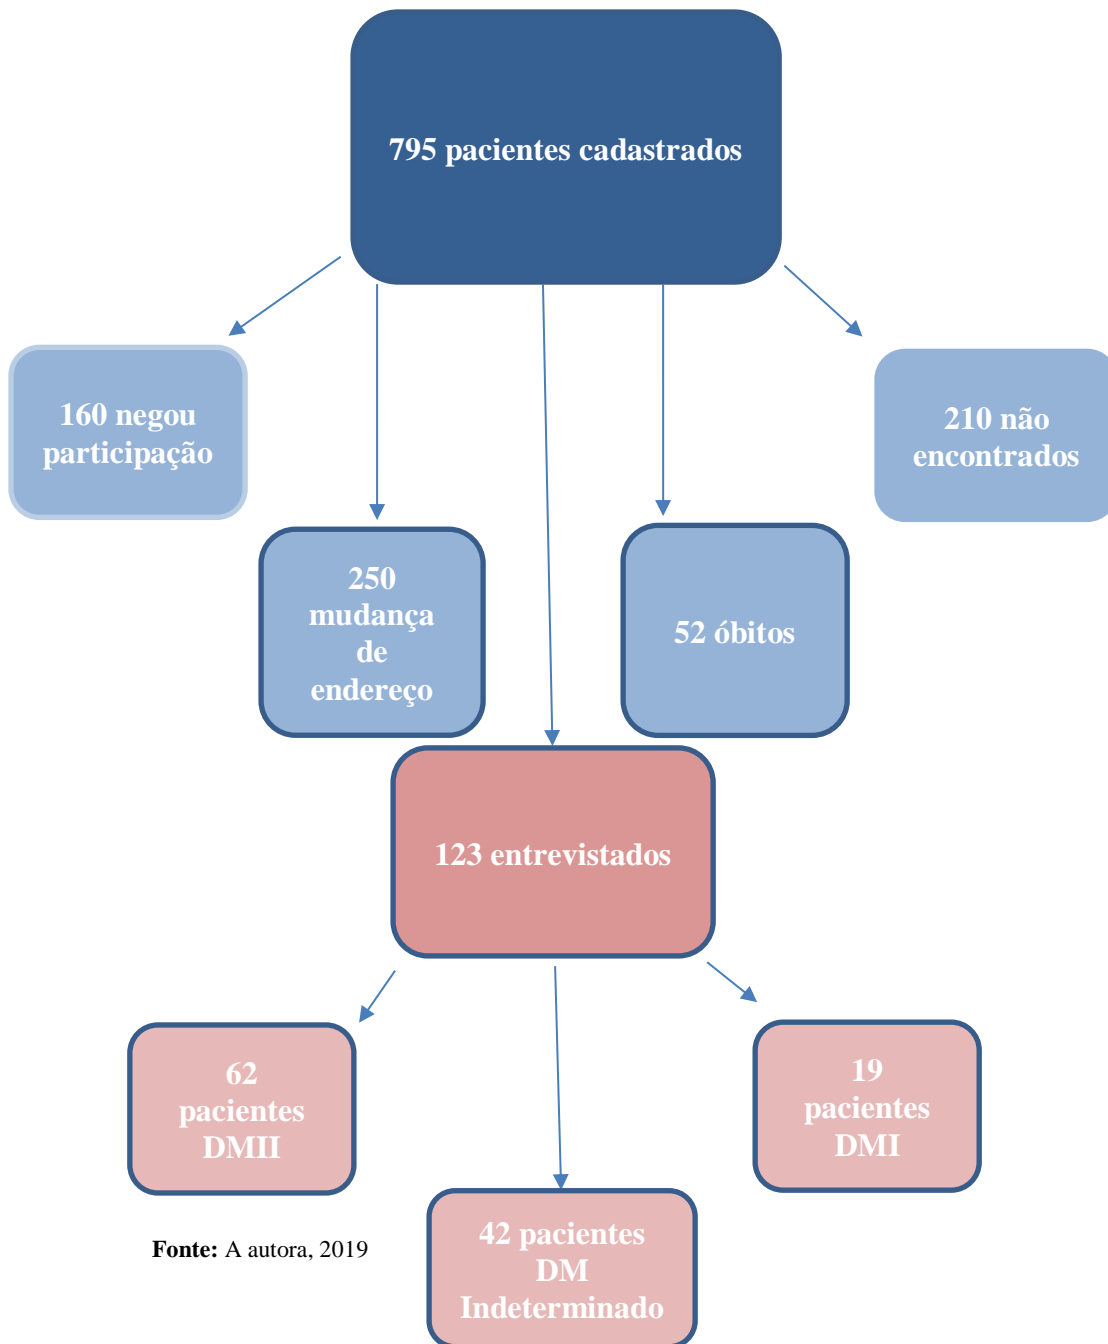 795 pacientes cadastrados
160 negou
participação
210 não
encontrados
250
mudança
de
endereço
52 óbitos
123 entrevistados
62
pacientes
DMII
19
pacientes
DMI
42 pacientes
DM
Indeterminado
Fonte: A autora, 2019